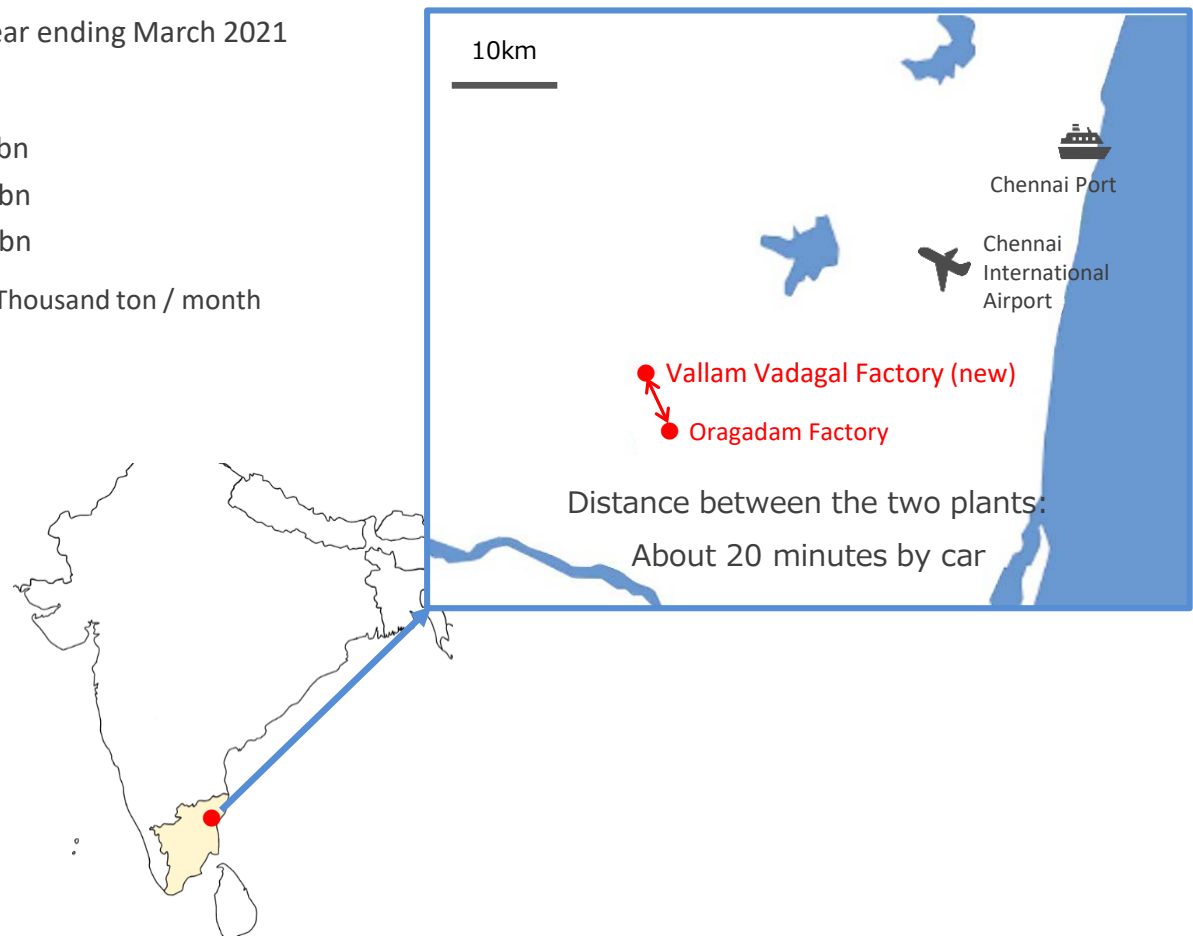 ear ending March 2021
bn
bn
bn
Thousand ton / month
10km
Chennai Port
Chennai
International
Airport
Vallam Vadagal Factory (new)
Oragadam Factory
Distance between the two plants:
About 20 minutes by car